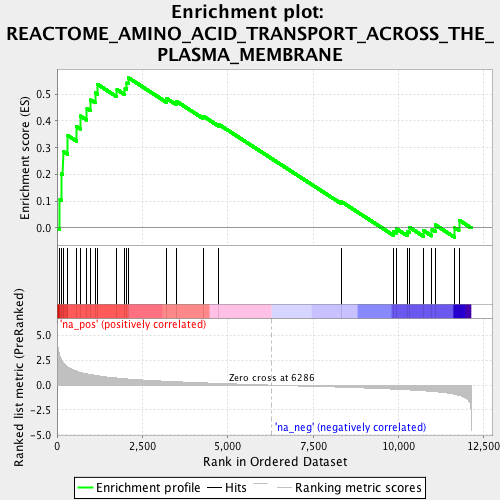 Enrichment plot:
REACTOME_AMINO_ACID_TRANSPORT_ACROSS_THE_
PLASMA_MEMBRANE
Enrichment score (ES)
0.5
0.4
0.3
0.2
0.1
0.0
Ranked list metric (PreRanked)
5.0
2.5
0.0
-2.5
-5.0
'na_pos' (positively correlated)
Zero cross at 6286
'na_neg' (negatively correlated)
0
2,500
5,000
7,500
10,000
12,500
Rank in Ordered Dataset
Enrichment profile
Hits
Ranking metric scores